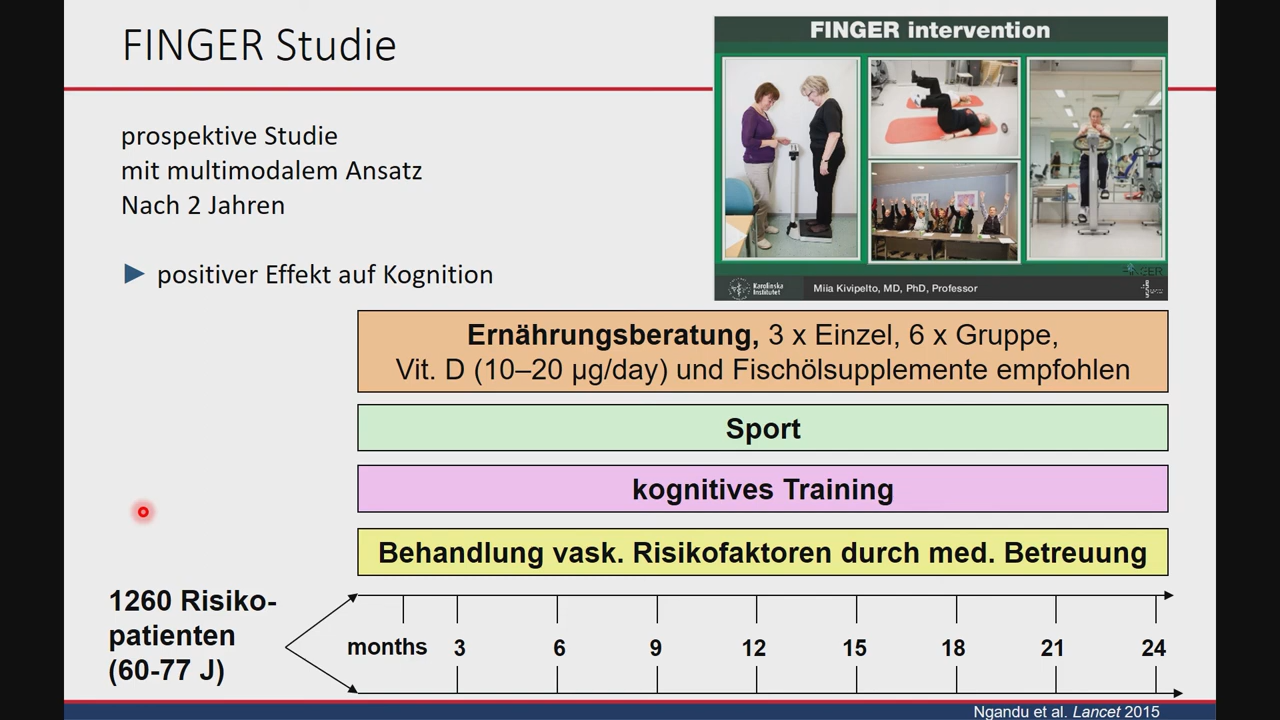 FINGER Studie
FINGER intervention
prospektive Studie
mit multimodalem Ansatz
Nach 2 Jahren
► positiver Effekt auf Kognition
Karolinska
Institutet
Miia Kivipelto, MD, PhD, Professor
Ernährungsberatung, 3 x Einzel, 6 x Gruppe,
Vit. D (10–20 µg/day) und Fischölsupplemente empfohlen
Sport
kognitives Training
Behandlung vask. Risikofaktoren durch med. Betreuung
1260 Risiko-
patienten
(60-77 J)
months 3 6 9 12 15 18 21 24
Ngandu et al. Lancet 2015